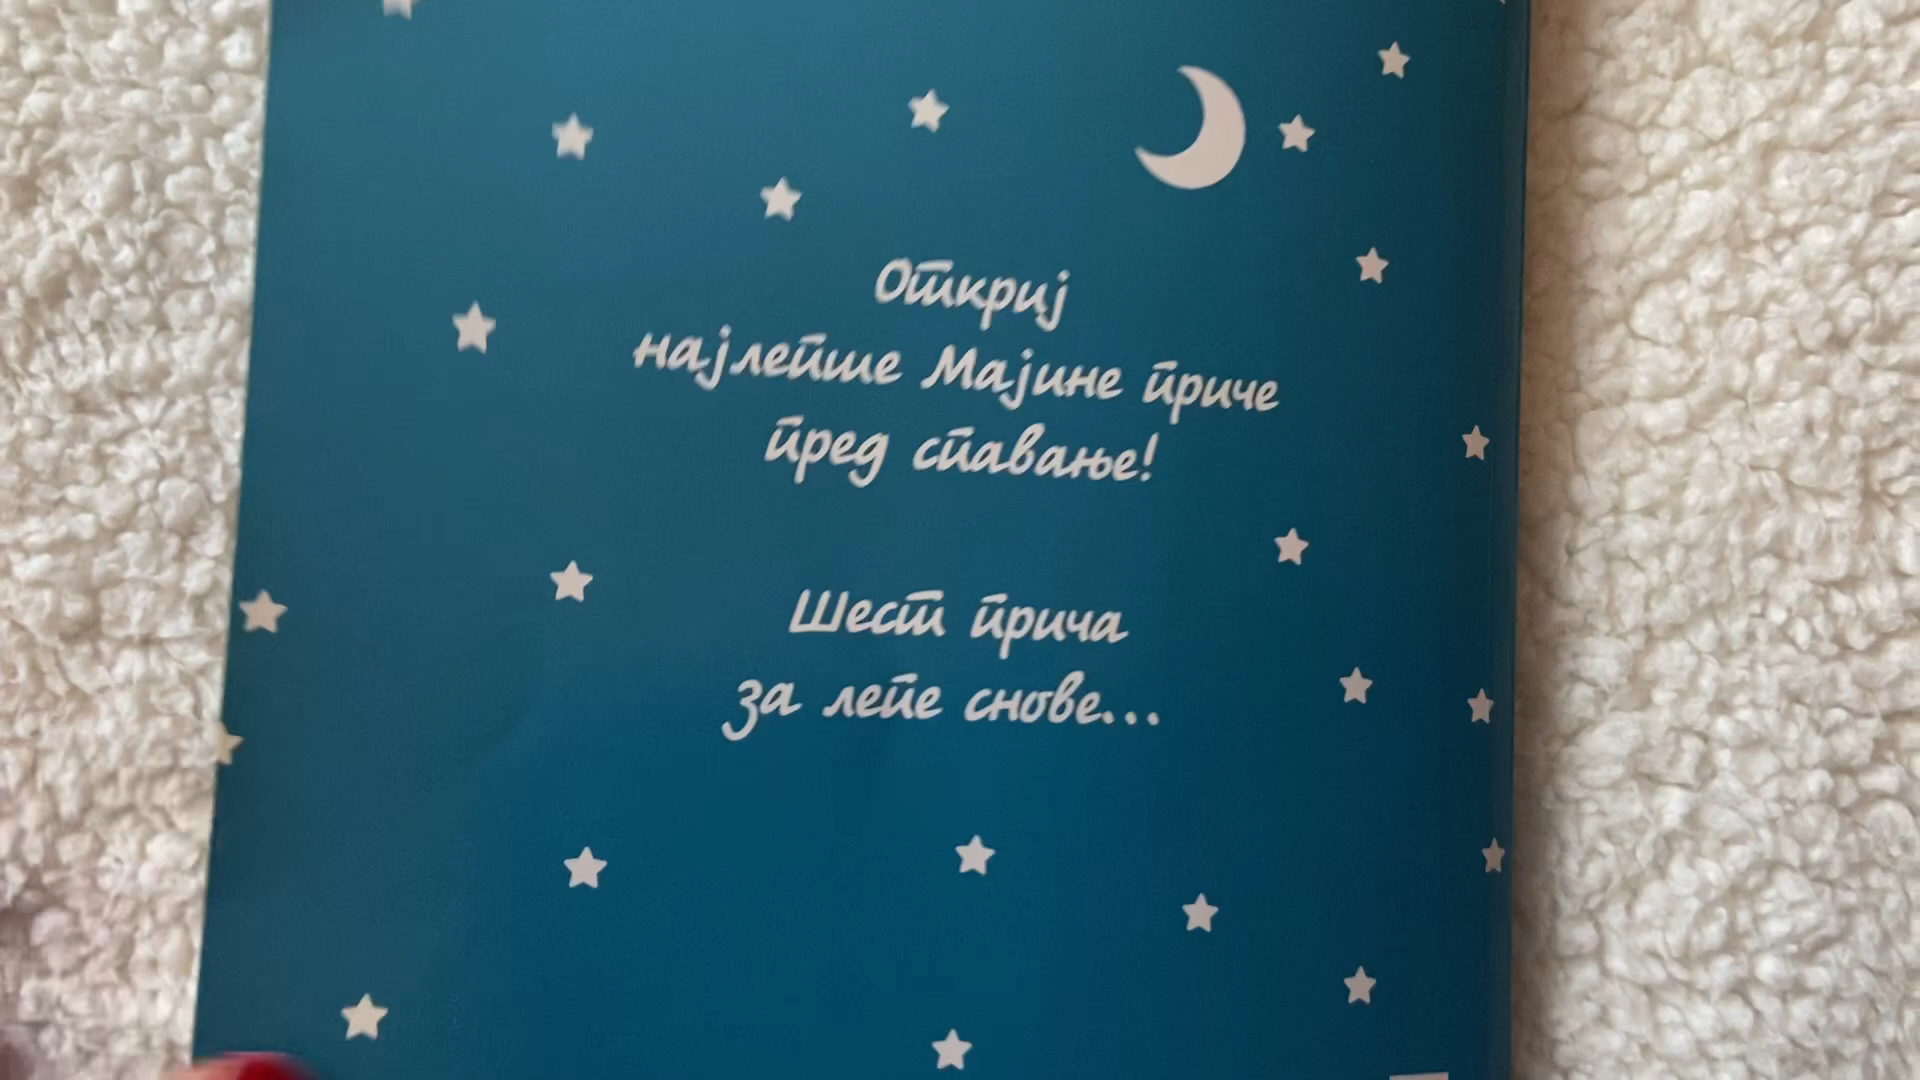 Откриј
најлепше Мајине приче
пред спавање!
Шест прича
за лепе снове...